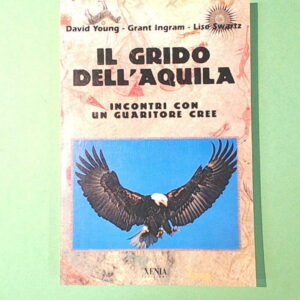 David Young - Grant Ingram - Lise Swartz
IL GRIDO
DELL'AQUILA
INCONTRI CON
UN GUARITORE CREE
XENIA